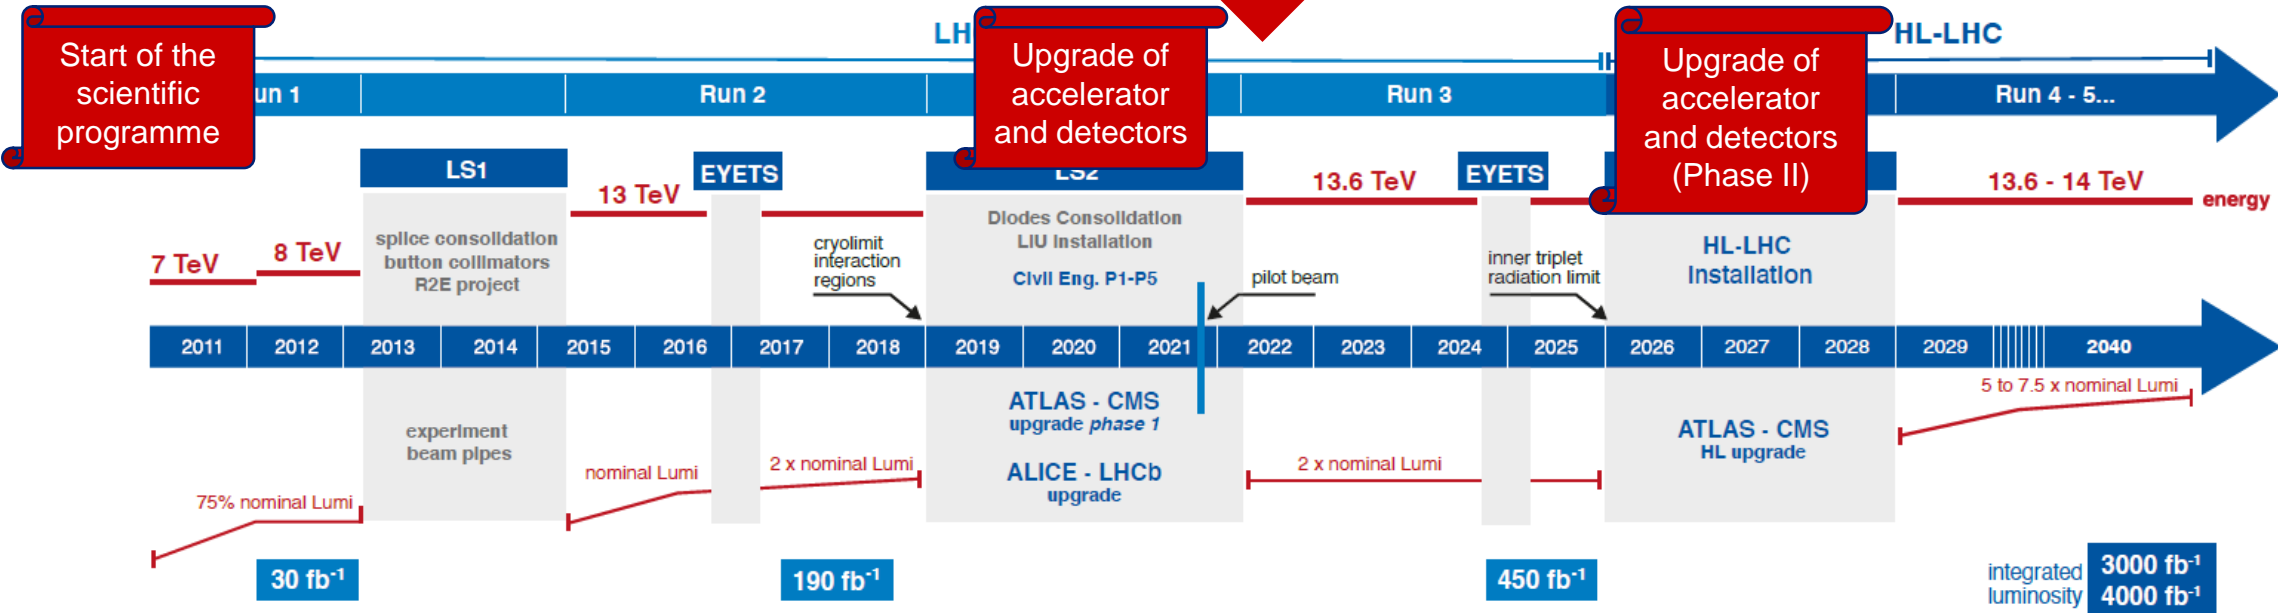 Start of the
scientific
programme
LH
Upgrade of
accelerator
and detectors
Upgrade of
accelerator
and detectors
(Phase II)
HL-LHC
un 1
Run 2
Run 3
Run 4 - 5...
LS1
EYETS
LS2
EYETS
7 TeV
8 TeV
13 TeV
13.6 TeV
13.6 - 14 TeV
energy
splice consolidation
button collimators
R2E project
cryolimit
interaction
regions
Diodes Consolidation
LIU Installation
Civil Eng. P1-P5
pilot beam
inner triplet
radiation limit
HL-LHC
Installation
2011 2012 2013 2014 2015 2016 2017 2018 2019 2020 2021 2022 2023 2024 2025 2026 2027 2028 2029 2040
75% nominal Lumi
experiment
beam pipes
nominal Lumi
2 x nominal Lumi
ATLAS - CMS
upgrade phase 1
ALICE - LHCb
upgrade
2 x nominal Lumi
ATLAS - CMS
HL upgrade
5 to 7.5 x nominal Lumi
30 fb⁻¹
190 fb⁻¹
450 fb⁻¹
integrated
luminosity
3000 fb⁻¹
4000 fb⁻¹